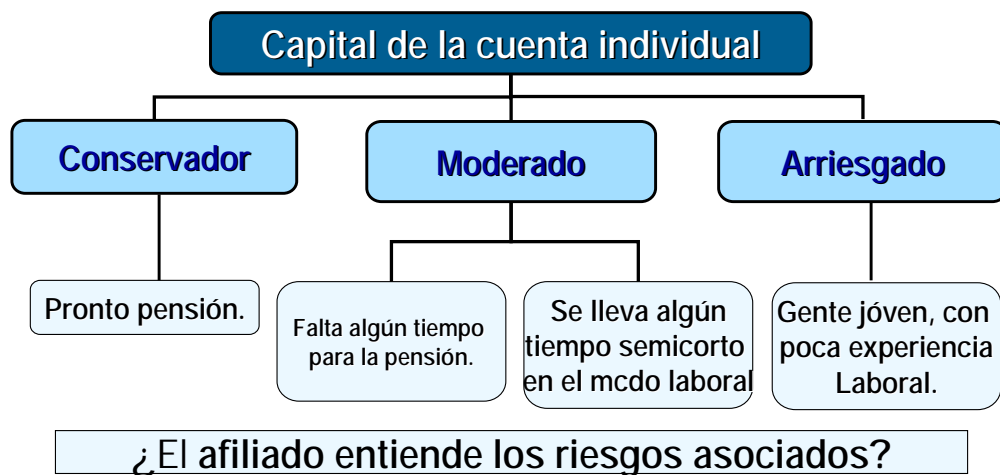 Capital de la cuenta individual
Conservador
Moderado
Arriesgado
Pronto pensión.
Falta algún tiempo
para la pensión.
Se lleva algún
tiempo semicorto
en el mcdo laboral
Gente jóven, con
poca experiencia
Laboral.
¿El afiliado entiende los riesgos asociados?